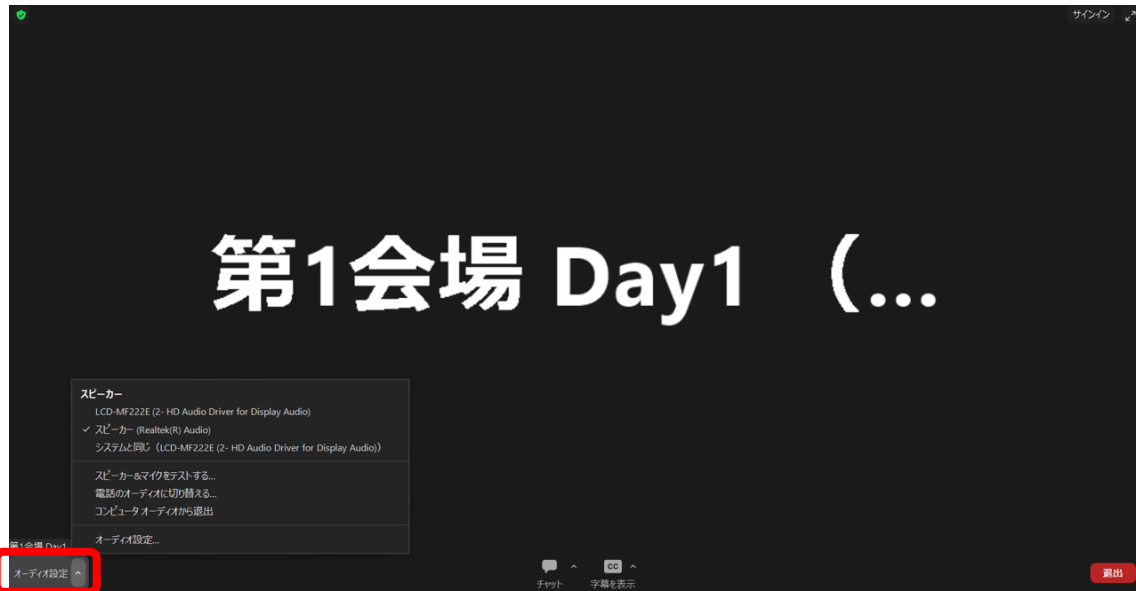 サインイン
第1会場 Day1 （...
スピーカー
LCD-MF222E (2- HD Audio Driver for Display Audio)
✓ スピーカー (Realtek(R) Audio)
システムと同じ（LCD-MF222E (2- HD Audio Driver for Display Audio)）
スピーカー&マイクをテストする...
電話のオーディオに切り替える...
コンピュータ オーディオから退出
オーディオ設定...
第1会場 Day1
オーディオ設定
CC
チャット
字幕を表示
退出